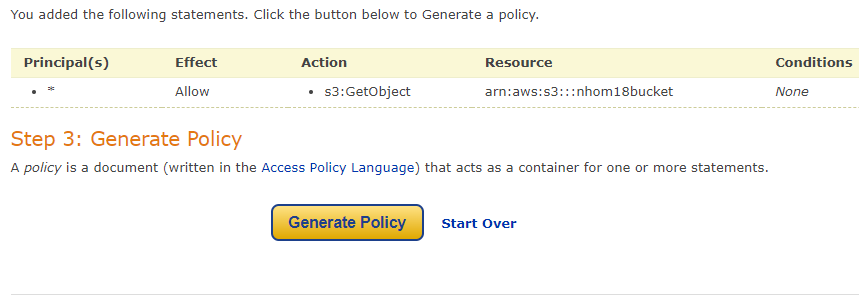 You added the following statements. Click the button below to Generate a policy.
Principal(s) Effect Action Resource Conditions
• * Allow • s3:GetObject arn:aws:s3:::nhom18bucket None
Step 3: Generate Policy
A policy is a document (written in the Access Policy Language) that acts as a container for one or more statements.
Generate Policy Start Over